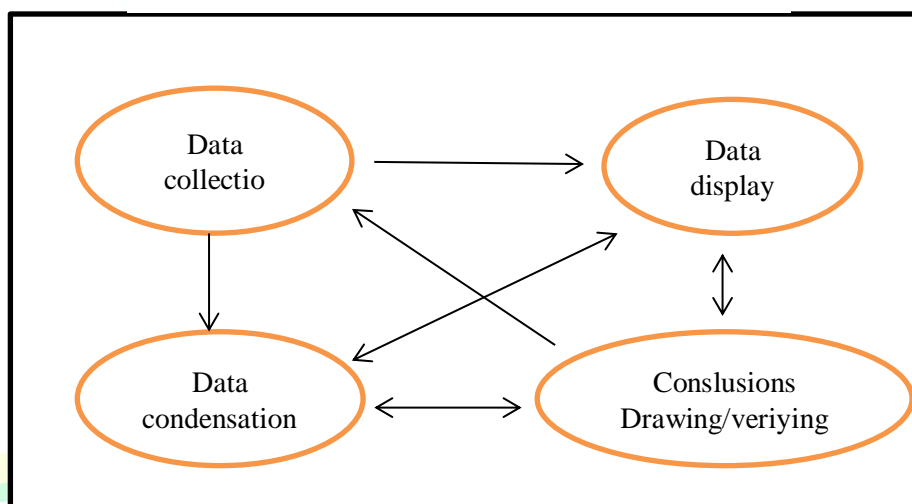 Data
collectio
Data
display
Data
condensation
Conslusions
Drawing/veriying